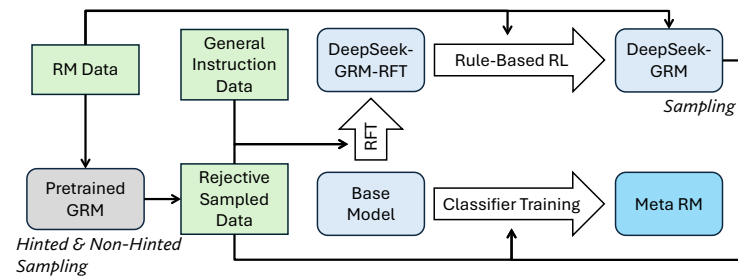 RM Data
General
Instruction
Data
DeepSeek-
GRM-RFT
Rule-Based RL
DeepSeek-
GRM
Sampling
RFT
Pretrained
GRM
Hinted & Non-Hinted
Sampling
Rejective
Sampled
Data
Base
Model
Classifier Training
Meta RM